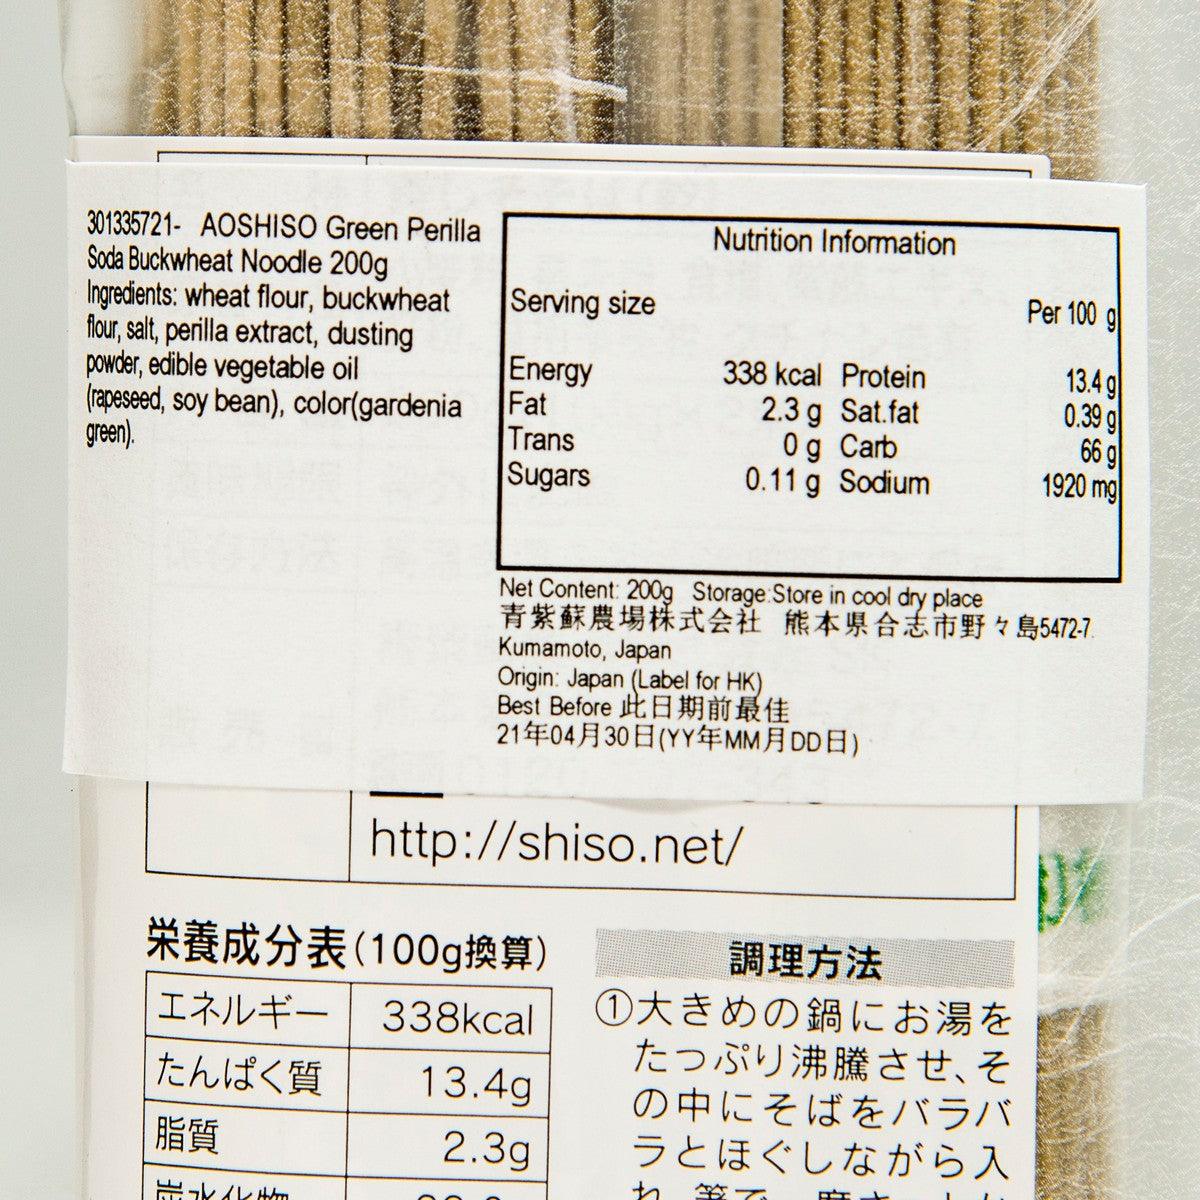 301335721- AOSHISO Green Perilla
Soda Buckwheat Noodle 200g
Ingredients: wheat flour, buckwheat
flour, salt, perilla extract, dusting
powder, edible vegetable oil
(rapeseed, soy bean), color(gardenia
green).
Nutrition Information
Serving size Per 100 g
Energy 338 kcal Protein 13.4 g
Fat 2.3 g Sat.fat 0.39 g
Trans 0 g Carb 66 g
Sugars 0.11 g Sodium 1920 mg
Net Content: 200g Storage:Store in cool dry place
青紫蘇農場株式会社 熊本県合志市野々島5472-7.
Kumamoto, Japan
Origin: Japan (Label for HK)
Best Before 此日期前最佳
21年04月30日(YY年MM月DD日)
http://shiso.net/
栄養成分表(100g換算)
エネルギー 338kcal
たんぱく質 13.4g
脂質 2.3g
炭水化物
調理方法
①大きめの鍋にお湯を
たっぷり沸騰させ、そ
の中にそばをバラバ
ラとほぐしながら入